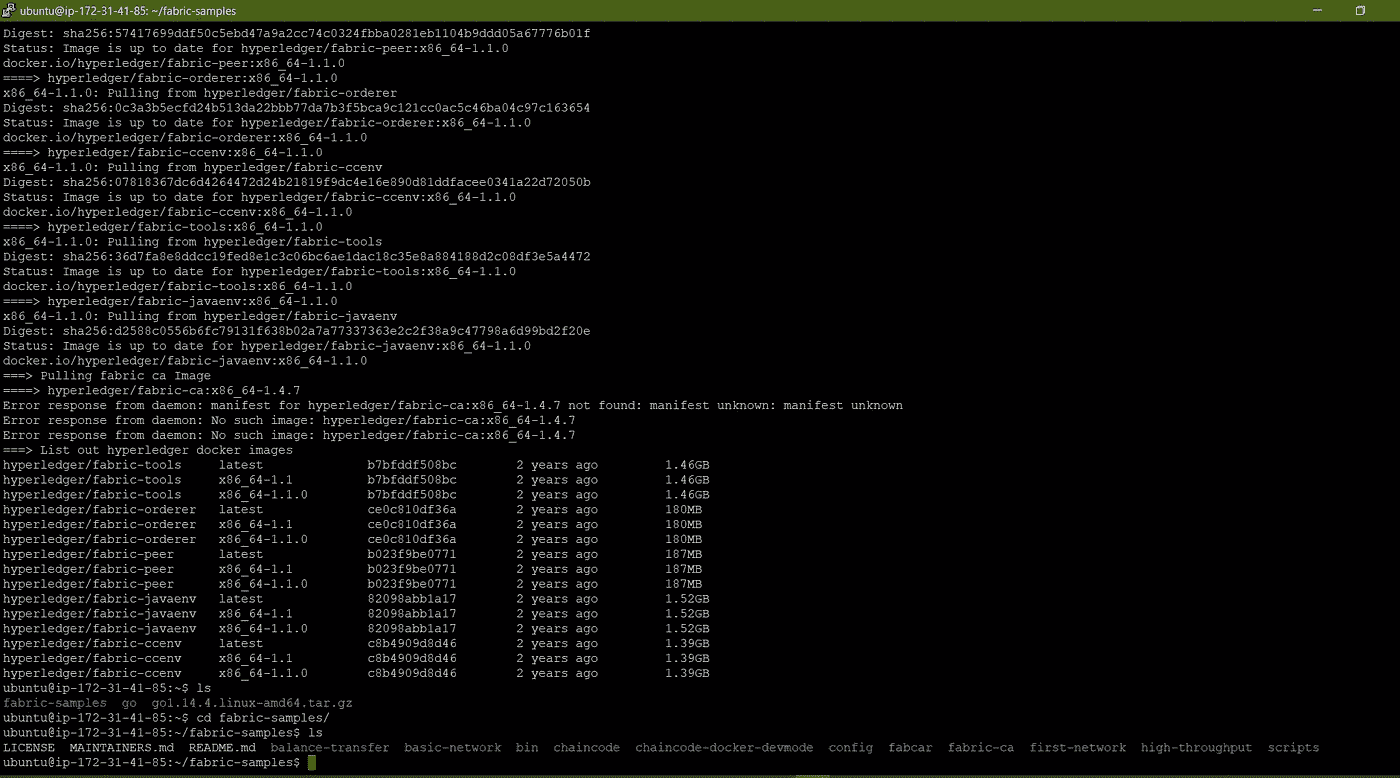 ubuntu@ip-172-31-41-85: ~/fabric-samples
Digest: sha256:57417699ddf50c5ebd47a9a2cc74c0324fbba0281eb1104b9ddd05a67776b01f
Status: Image is up to date for hyperledger/fabric-peer:x86_64-1.1.0
docker.io/hyperledger/fabric-peer:x86_64-1.1.0
====> hyperledger/fabric-orderer:x86_64-1.1.0
x86_64-1.1.0: Pulling from hyperledger/fabric-orderer
Digest: sha256:0c3a3b5ecfd24b513da22bbb77da7b3f5bca9c121cc0ac5c46ba04c97c163654
Status: Image is up to date for hyperledger/fabric-orderer:x86_64-1.1.0
docker.io/hyperledger/fabric-orderer:x86_64-1.1.0
====> hyperledger/fabric-ccenv:x86_64-1.1.0
x86_64-1.1.0: Pulling from hyperledger/fabric-ccenv
Digest: sha256:07818367dc6d4264472d24b21819f9dc4e16e890d81ddfacee0341a22d72050b
Status: Image is up to date for hyperledger/fabric-ccenv:x86_64-1.1.0
docker.io/hyperledger/fabric-ccenv:x86_64-1.1.0
====> hyperledger/fabric-tools:x86_64-1.1.0
x86_64-1.1.0: Pulling from hyperledger/fabric-tools
Digest: sha256:36d7fa8e8ddcc19fed8e1c3c06bc6ae1dac18c35e8a884188d2c08df3e5a4472
Status: Image is up to date for hyperledger/fabric-tools:x86_64-1.1.0
docker.io/hyperledger/fabric-tools:x86_64-1.1.0
====> hyperledger/fabric-javaenv:x86_64-1.1.0
x86_64-1.1.0: Pulling from hyperledger/fabric-javaenv
Digest: sha256:d2588c0556b6fc79131f638b02a7a77337363e2c2f38a9c47798a6d99bd2f20e
Status: Image is up to date for hyperledger/fabric-javaenv:x86_64-1.1.0
docker.io/hyperledger/fabric-javaenv:x86_64-1.1.0
===> Pulling fabric ca Image
====> hyperledger/fabric-ca:x86_64-1.4.7
Error response from daemon: manifest for hyperledger/fabric-ca:x86_64-1.4.7 not found: manifest unknown: manifest unknown
Error response from daemon: No such image: hyperledger/fabric-ca:x86_64-1.4.7
Error response from daemon: No such image: hyperledger/fabric-ca:x86_64-1.4.7
===> List out hyperledger docker images
hyperledger/fabric-tools     latest              b7bfddf508bc        2 years ago         1.46GB
hyperledger/fabric-tools     x86_64-1.1          b7bfddf508bc        2 years ago         1.46GB
hyperledger/fabric-tools     x86_64-1.1.0        b7bfddf508bc        2 years ago         1.46GB
hyperledger/fabric-orderer   latest              ce0c810df36a        2 years ago         180MB
hyperledger/fabric-orderer   x86_64-1.1          ce0c810df36a        2 years ago         180MB
hyperledger/fabric-orderer   x86_64-1.1.0        ce0c810df36a        2 years ago         180MB
hyperledger/fabric-peer      latest              b023f9be0771        2 years ago         187MB
hyperledger/fabric-peer      x86_64-1.1          b023f9be0771        2 years ago         187MB
hyperledger/fabric-peer      x86_64-1.1.0        b023f9be0771        2 years ago         187MB
hyperledger/fabric-javaenv   latest              82098abb1a17        2 years ago         1.52GB
hyperledger/fabric-javaenv   x86_64-1.1          82098abb1a17        2 years ago         1.52GB
hyperledger/fabric-javaenv   x86_64-1.1.0        82098abb1a17        2 years ago         1.52GB
hyperledger/fabric-ccenv     latest              c8b4909d8d46        2 years ago         1.39GB
hyperledger/fabric-ccenv     x86_64-1.1          c8b4909d8d46        2 years ago         1.39GB
hyperledger/fabric-ccenv     x86_64-1.1.0        c8b4909d8d46        2 years ago         1.39GB
ubuntu@ip-172-31-41-85:~$ ls
fabric-samples  go  go1.14.4.linux-amd64.tar.gz
ubuntu@ip-172-31-41-85:~$ cd fabric-samples/
ubuntu@ip-172-31-41-85:~/fabric-samples$ ls
LICENSE  MAINTAINERS.md  README.md  balance-transfer  basic-network  bin  chaincode  chaincode-docker-devmode  config  fabcar  fabric-ca  first-network  high-throughput  scripts
ubuntu@ip-172-31-41-85:~/fabric-samples$